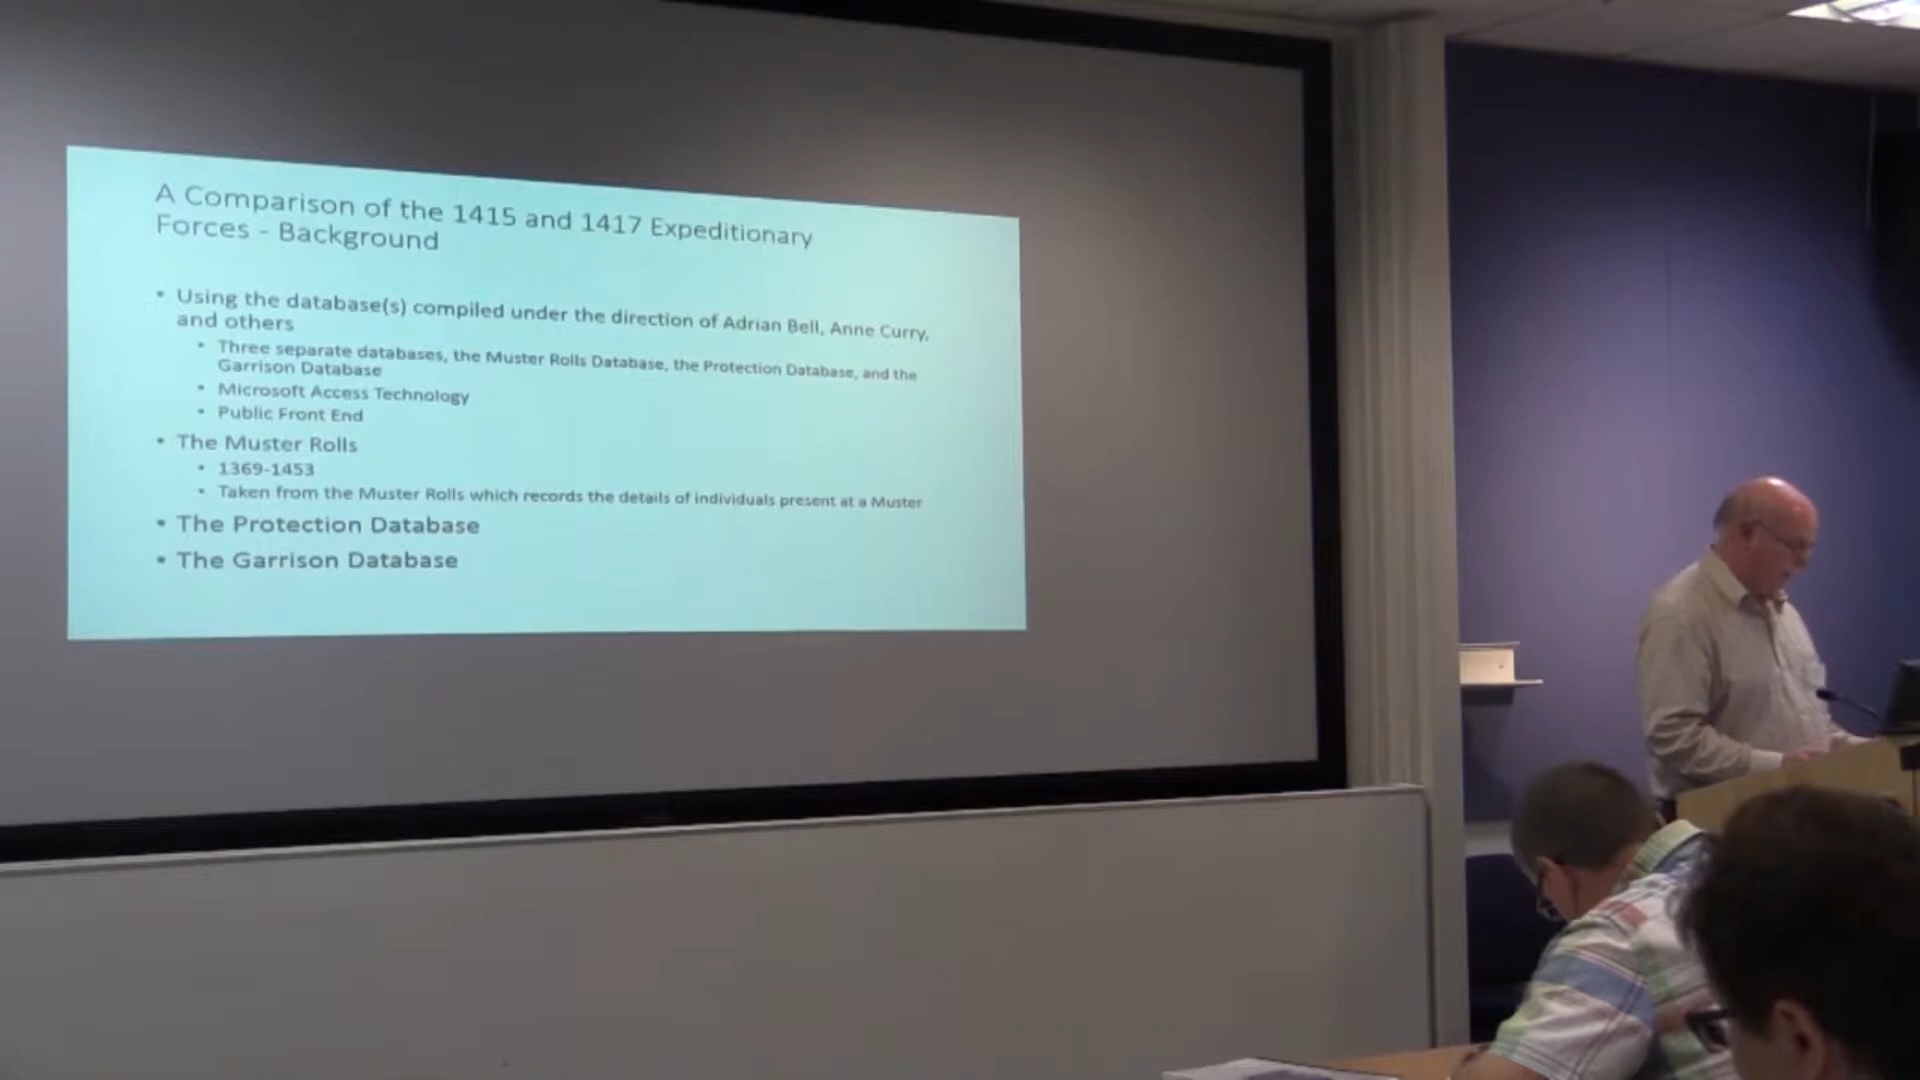 A Comparison of the 1415 and 1417 Expeditionary
Forces - Background
• Using the database(s) compiled under the direction of Adrian Bell, Anne Curry,
and others
• Three separate databases, the Muster Rolls Database, the Protection Database, and the
Garrison Database
• Microsoft Access Technology
• Public Front End
• The Muster Rolls
• 1369-1453
• Taken from the Muster Rolls which records the details of individuals present at a Muster
• The Protection Database
• The Garrison Database